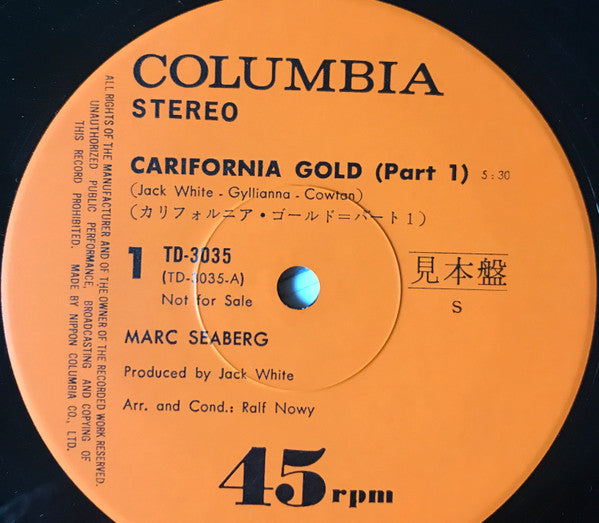 COLUMBIA
STEREO
CARIFORNIA GOLD (Part 1) 5:30
(Jack White - Gyllianna - Cowtan)
(カリフォルニア・ゴールド=パート1)
1 TD-3035
(TD-3035-A)
Not for Sale
見本盤
S
MARC SEABERG
Produced by Jack White
Arr. and Cond.: Ralf Nowy
45 rpm
ALL RIGHTS OF THE MANUFACTURER AND OF THE OWNER OF THE RECORDED WORK RESERVED.
UNAUTHORIZED PUBLIC PERFORMANCE, BROADCASTING AND COPYING OF
THIS RECORD PROHIBITED. MADE BY NIPPON COLUMBIA CO., LTD.